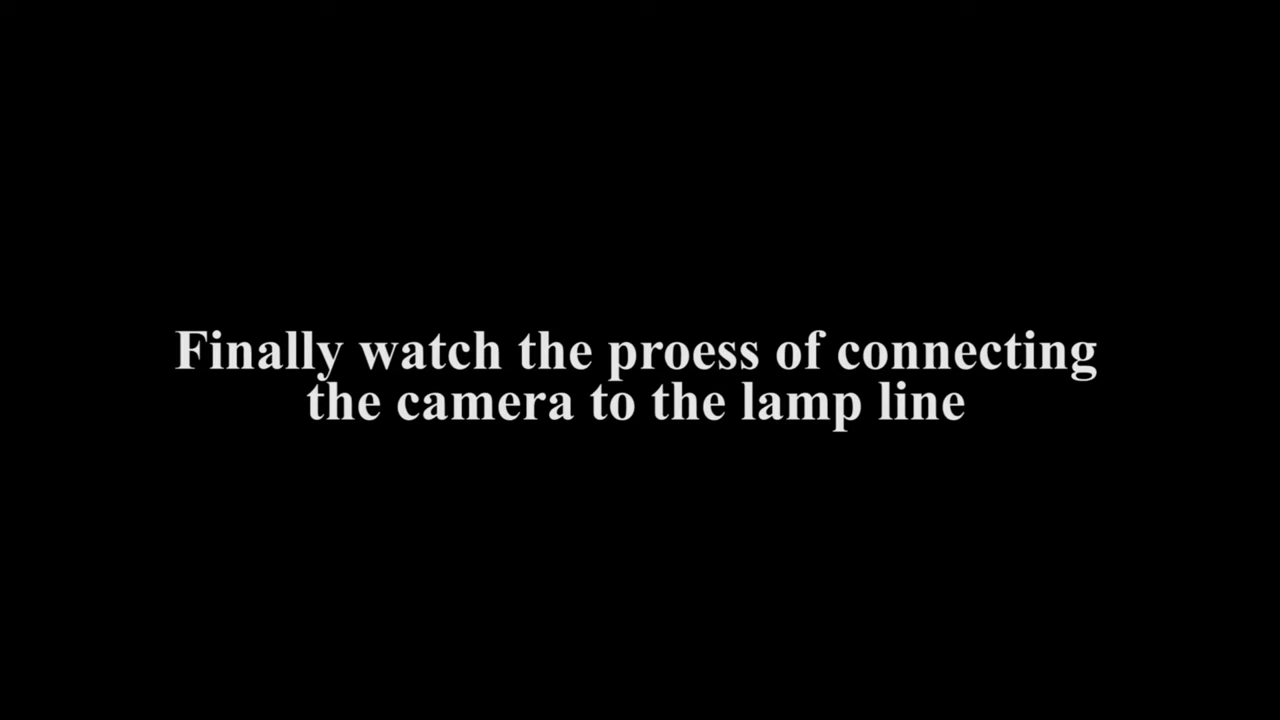 Finally watch the proess of connecting
the camera to the lamp line